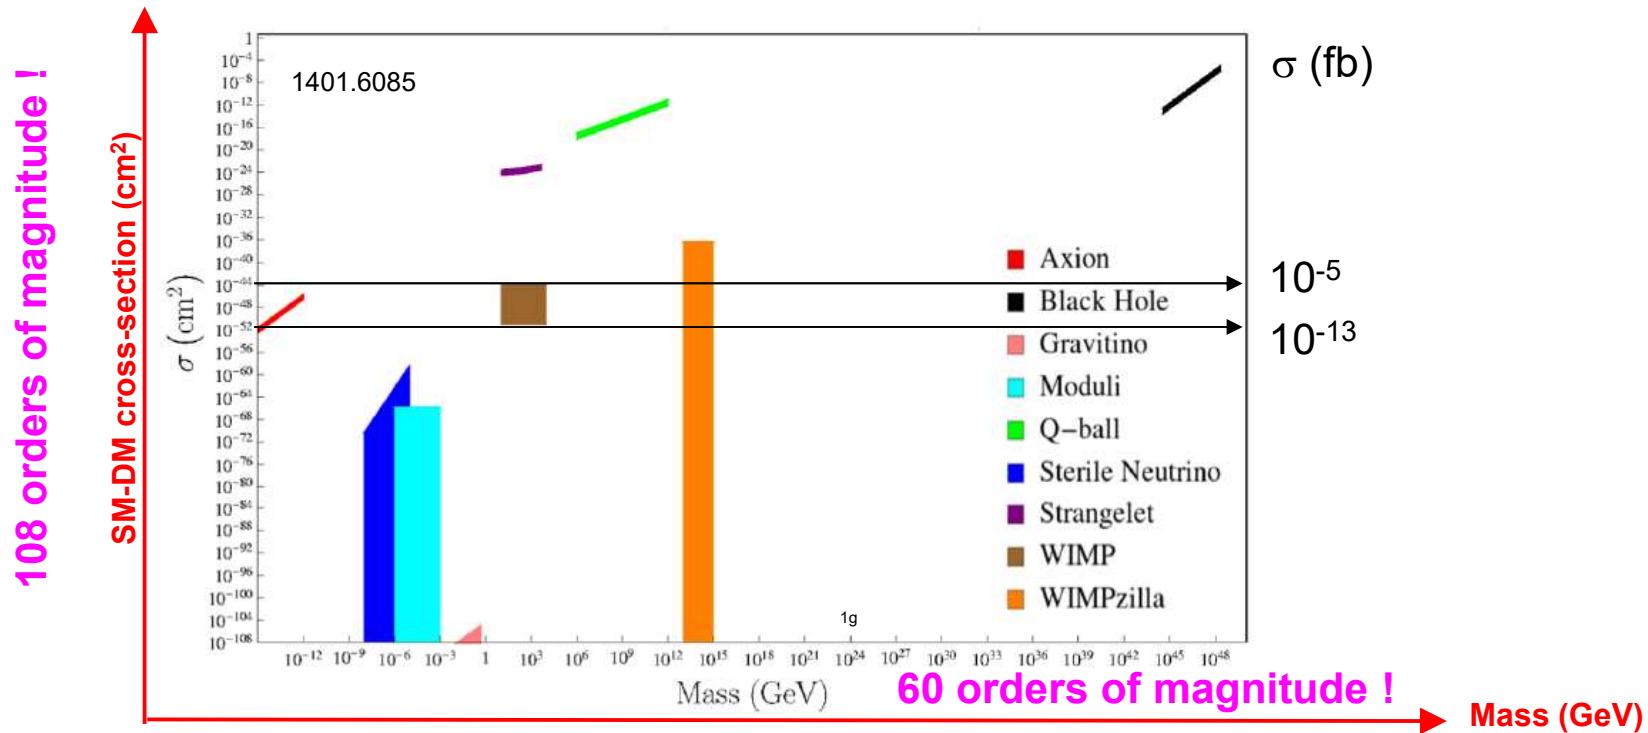 108 orders of magnitude !
SM-DM cross-section (cm²)
σ (cm²)
1
10⁻⁴
10⁻⁸
10⁻¹²
10⁻¹⁶
10⁻²⁰
10⁻²⁴
10⁻²⁸
10⁻³²
10⁻³⁶
10⁻⁴⁰
10⁻⁴⁴
10⁻⁴⁸
10⁻⁵²
10⁻⁵⁶
10⁻⁶⁰
10⁻⁶⁴
10⁻⁶⁸
10⁻⁷²
10⁻⁷⁶
10⁻⁸⁰
10⁻⁸⁴
10⁻⁸⁸
10⁻⁹²
10⁻⁹⁶
10⁻¹⁰⁰
10⁻¹⁰⁴
10⁻¹⁰⁸
1401.6085
σ (fb)
10⁻⁵
10⁻¹³
Axion
Black Hole
Gravitino
Moduli
Q−ball
Sterile Neutrino
Strangelet
WIMP
WIMPzilla
1g
10⁻¹² 10⁻⁹ 10⁻⁶ 10⁻³ 1 10³ 10⁶ 10⁹ 10¹² 10¹⁵ 10¹⁸ 10²¹ 10²⁴ 10²⁷ 10³⁰ 10³³ 10³⁶ 10³⁹ 10⁴² 10⁴⁵ 10⁴⁸
Mass (GeV)
60 orders of magnitude !
Mass (GeV)